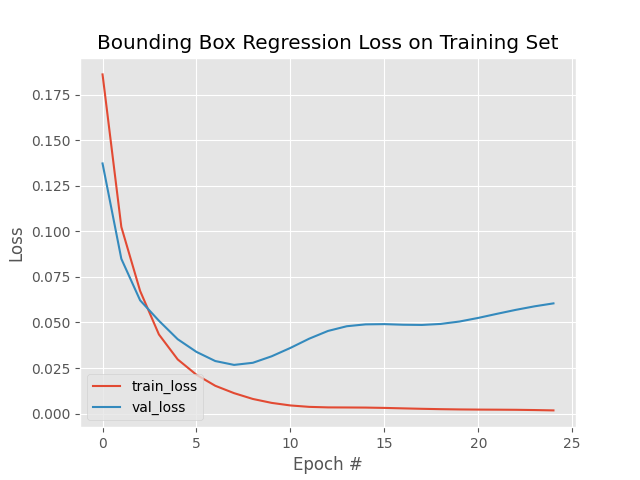 Bounding Box Regression Loss on Training Set
Loss
0.175
0.150
0.125
0.100
0.075
0.050
0.025
0.000
train_loss
val_loss
0 5 10 15 20 25
Epoch #